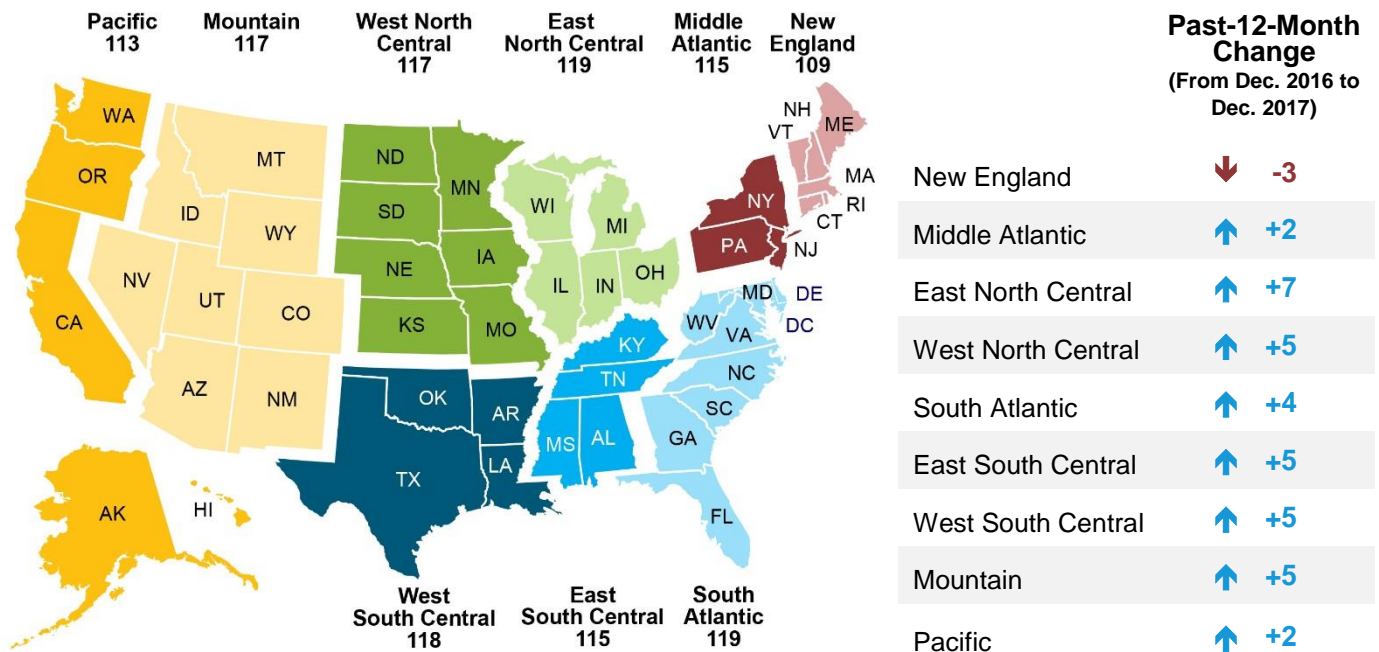 Pacific
113
Mountain
117
West North
Central
117
East
North Central
119
Middle
Atlantic
115
New
England
109
Past-12-Month
Change
(From Dec. 2016 to
Dec. 2017)
WA
OR
CA
AK
HI
MT
ID
WY
NV
UT
CO
AZ
NM
ND
MN
SD
NE
IA
KS
MO
WI
MI
IL
IN
OH
NY
PA
NJ
NH
VT
ME
MA
RI
CT
MD
DE
DC
WV
VA
NC
SC
GA
FL
KY
TN
MS
AL
OK
AR
TX
LA
West
South Central
118
East
South Central
115
South
Atlantic
119
New England -3
Middle Atlantic +2
East North Central +7
West North Central +5
South Atlantic +4
East South Central +5
West South Central +5
Mountain +5
Pacific +2